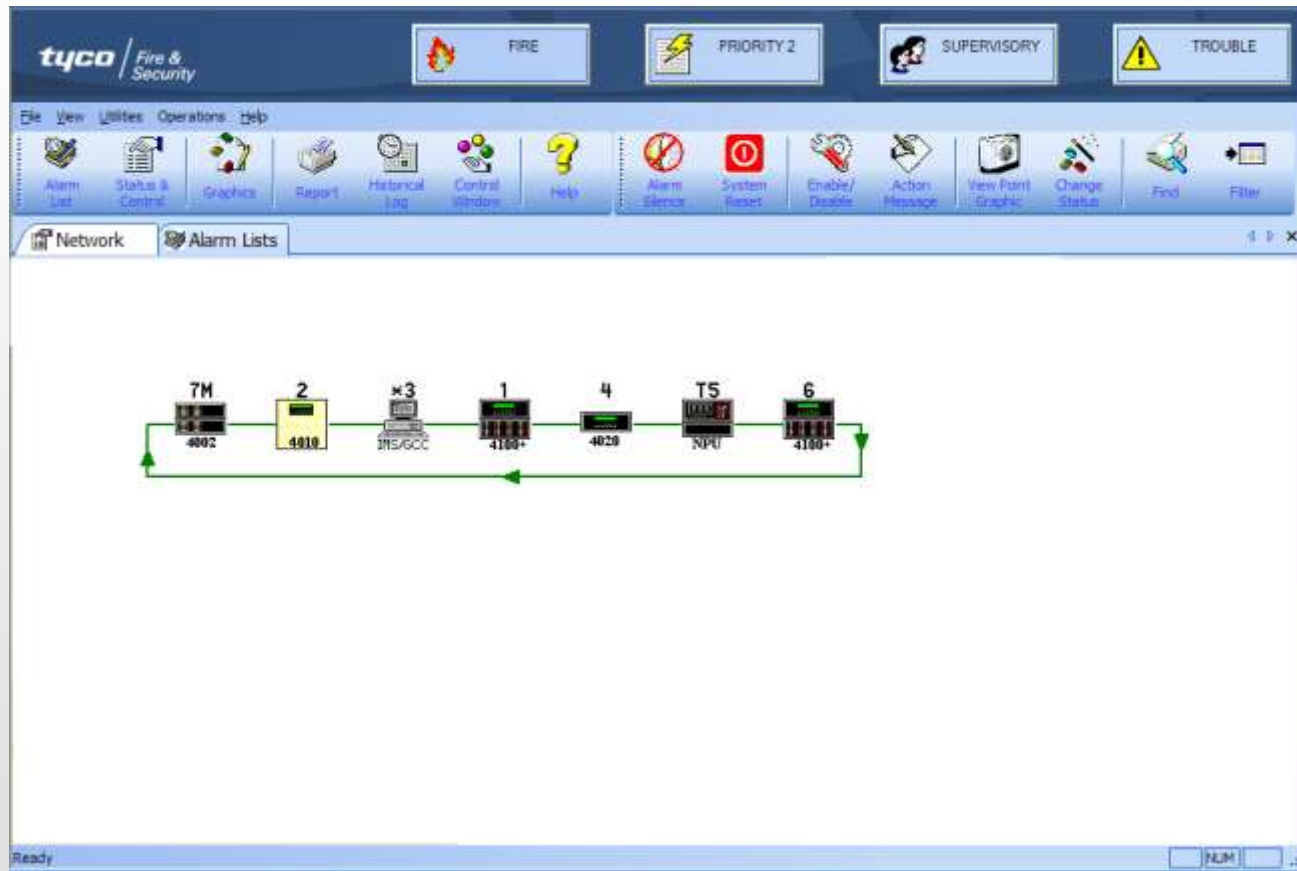 tyco Fire & Security
FIRE
PRIORITY 2
SUPERVISORY
TROUBLE
File View Utilities Operations Help
Alarm List
Status & Control
Graphics
Report
Historical Log
Control Window
Help
Alarm Silence
System Reset
Enable/ Disable
Action Message
View Point Graphic
Change Status
Find
Filter
Network
Alarm Lists
7M 2 ×3 1 4 T5 6
4002 4010 IMS/GCC 4100+ 4020 NPU 4100+
Ready
NUM